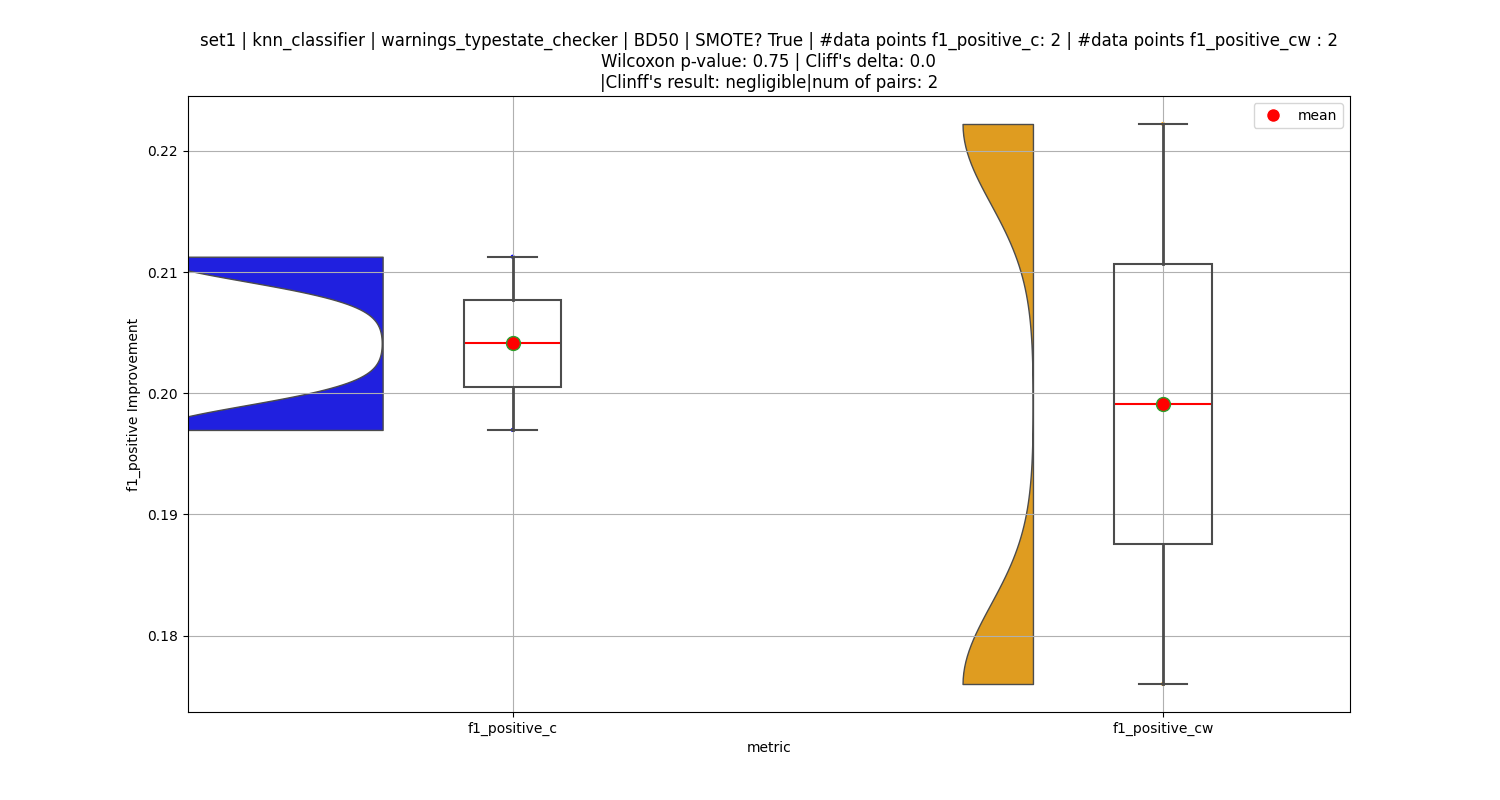 set1 | knn_classifier | warnings_typestate_checker | BD50 | SMOTE? True | #data points f1_positive_c: 2 | #data points f1_positive_cw : 2
Wilcoxon p-value: 0.75 | Cliff's delta: 0.0
|Clinff's result: negligible|num of pairs: 2
mean
0.22
0.21
0.20
0.19
0.18
f1_positive Improvement
f1_positive_c
f1_positive_cw
metric